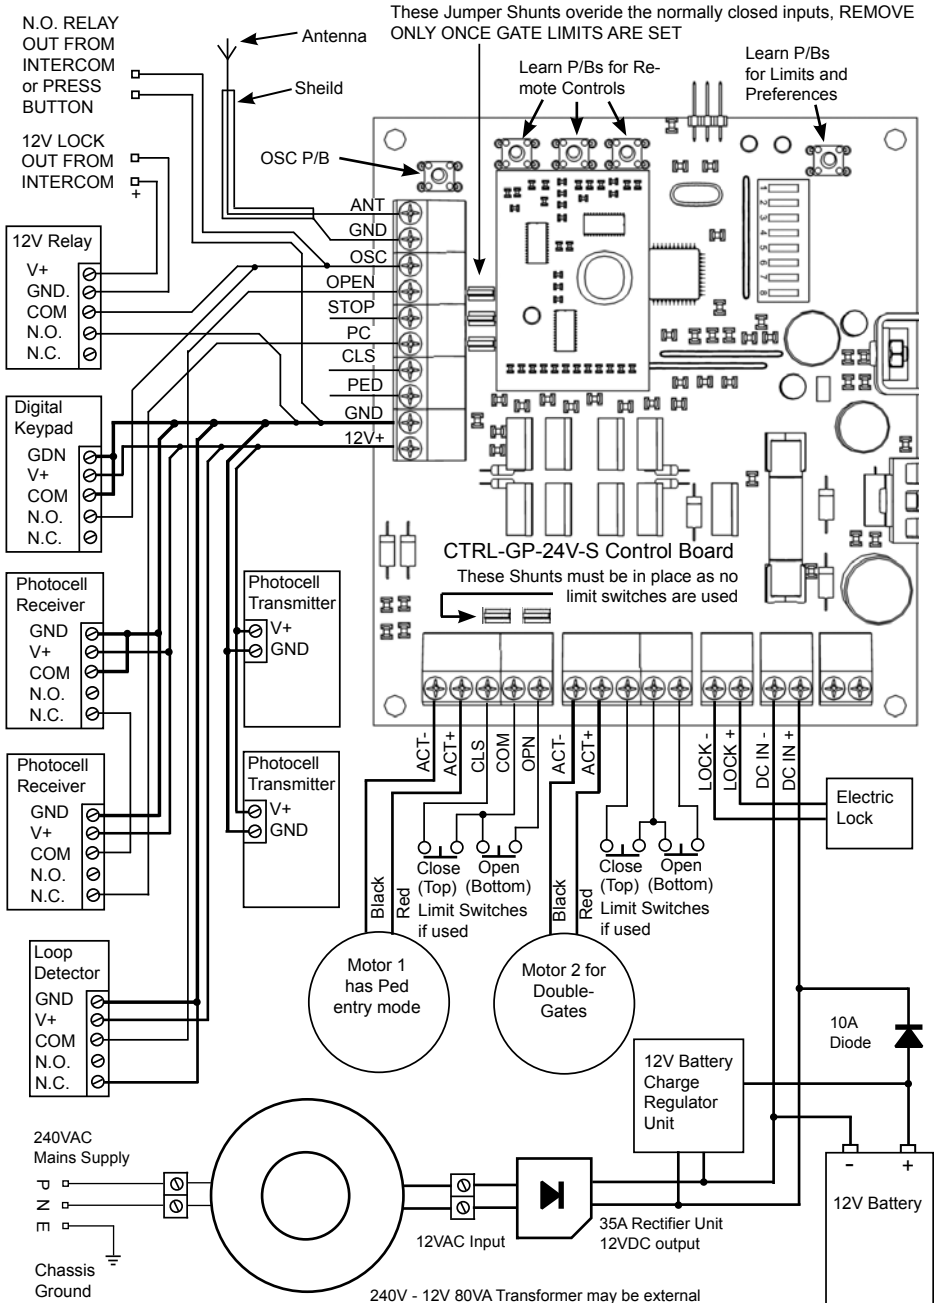 These Jumper Shunts overide the normally closed inputs, REMOVE
ONLY ONCE GATE LIMITS ARE SET
N.O. RELAY
OUT FROM
INTERCOM
or PRESS
BUTTON
Antenna
Sheild
Learn P/Bs for Re-
mote Controls
Learn P/Bs
for Limits and
Preferences
12V LOCK
OUT FROM
INTERCOM
+
OSC P/B
ANT
GND
OSC
OPEN
STOP
PC
CLS
PED
GND
12V+
1
2
3
4
5
6
7
8
12V Relay
V+
GND.
COM
N.O.
N.C.
Digital
Keypad
GDN
V+
COM
N.O.
N.C.
CTRL-GP-24V-S Control Board
These Shunts must be in place as no
limit switches are used
Photocell
Receiver
GND
V+
COM
N.O.
N.C.
Photocell
Transmitter
V+
GND
Photocell
Receiver
GND
V+
COM
N.O.
N.C.
Photocell
Transmitter
V+
GND
ACT-
ACT+
CLS
COM
OPN
ACT-
ACT+
LOCK -
LOCK +
DC IN -
DC IN +
Electric
Lock
Close
(Top)
Open
(Bottom)
Limit Switches
if used
Close
(Top)
Open
(Bottom)
Limit Switches
if used
Black
Red
Black
Red
Loop
Detector
GND
V+
COM
N.O.
N.C.
Motor 1
has Ped
entry mode
Motor 2 for
Double-
Gates
10A
Diode
12V Battery
Charge
Regulator
Unit
240VAC
Mains Supply
P
N
E
Chassis
Ground
12VAC Input
35A Rectifier Unit
12VDC output
- +
12V Battery
240V - 12V 80VA Transformer may be external